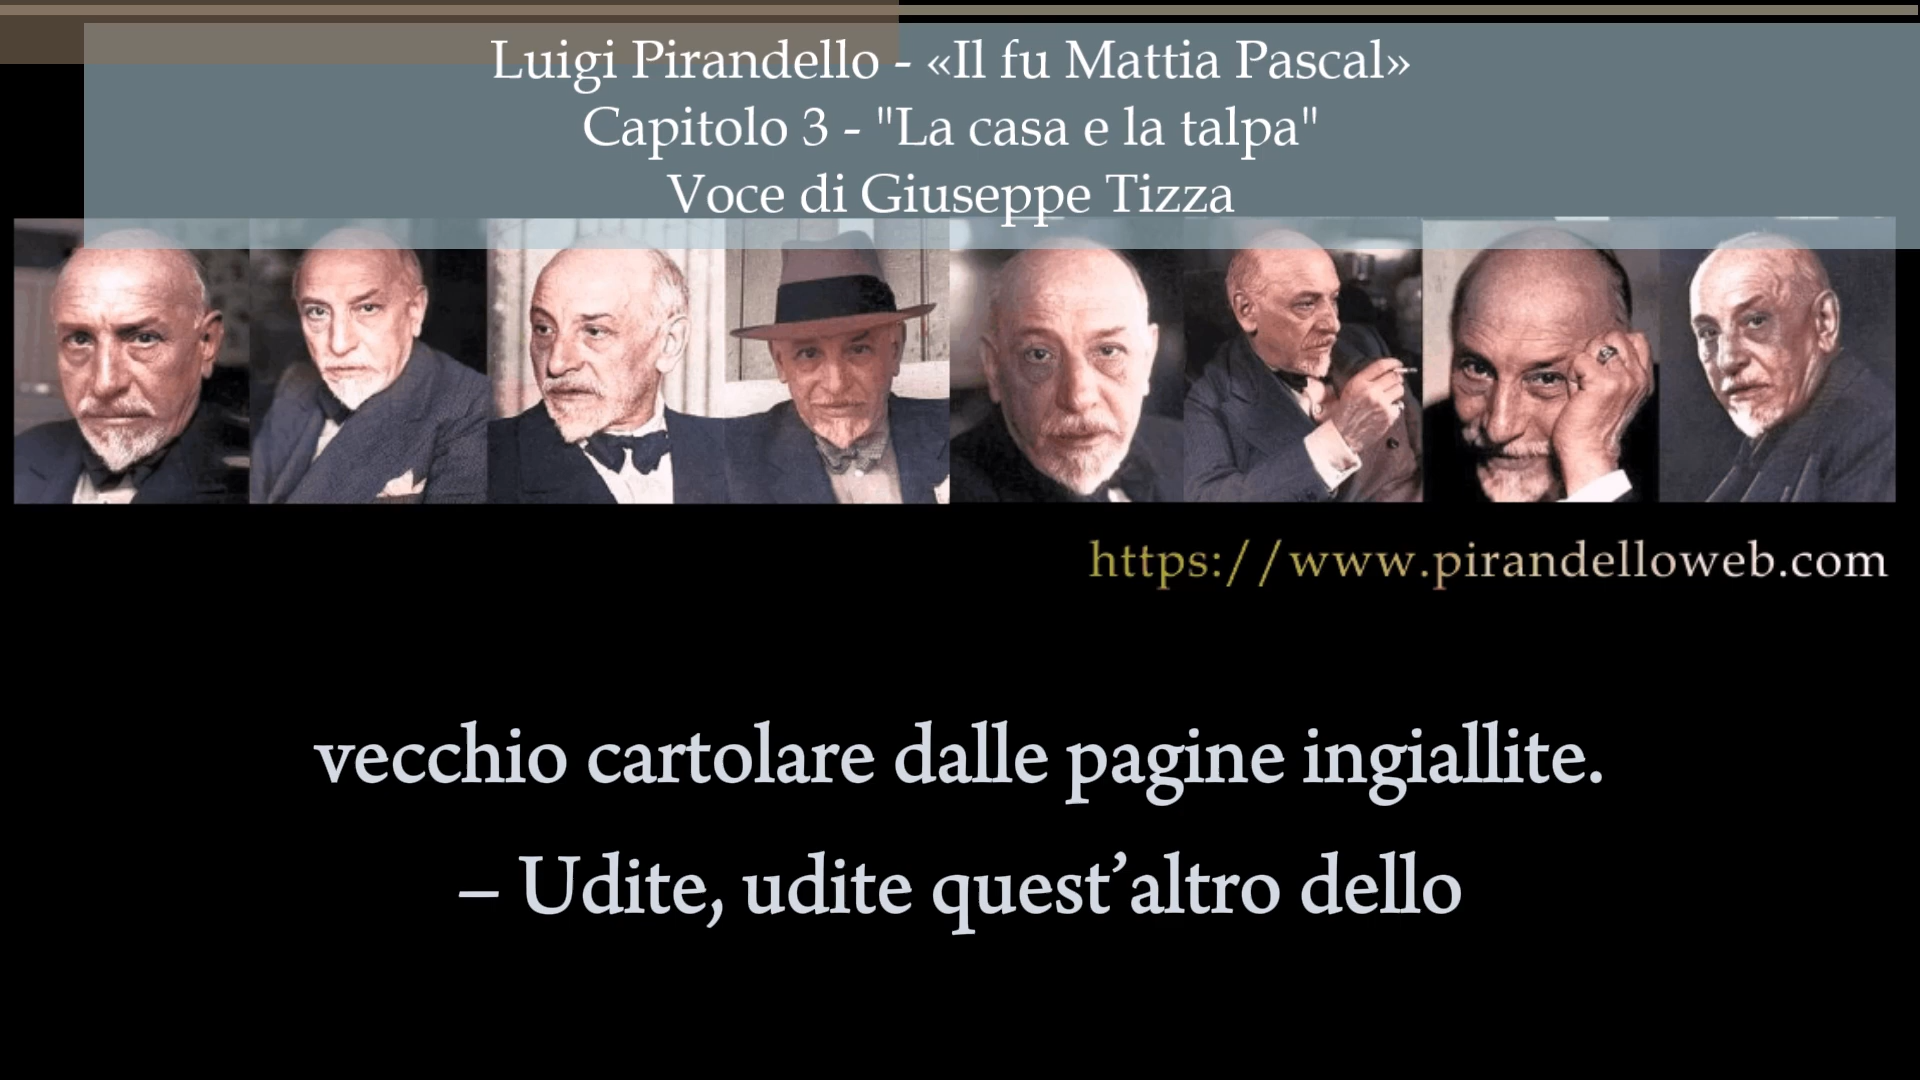 Luigi Pirandello - «Il fu Mattia Pascal»
Capitolo 3 - "La casa e la talpa"
Voce di Giuseppe Tizza
https://www.pirandelloweb.com
vecchio cartolare dalle pagine ingiallite.
– Udite, udite quest’altro dello